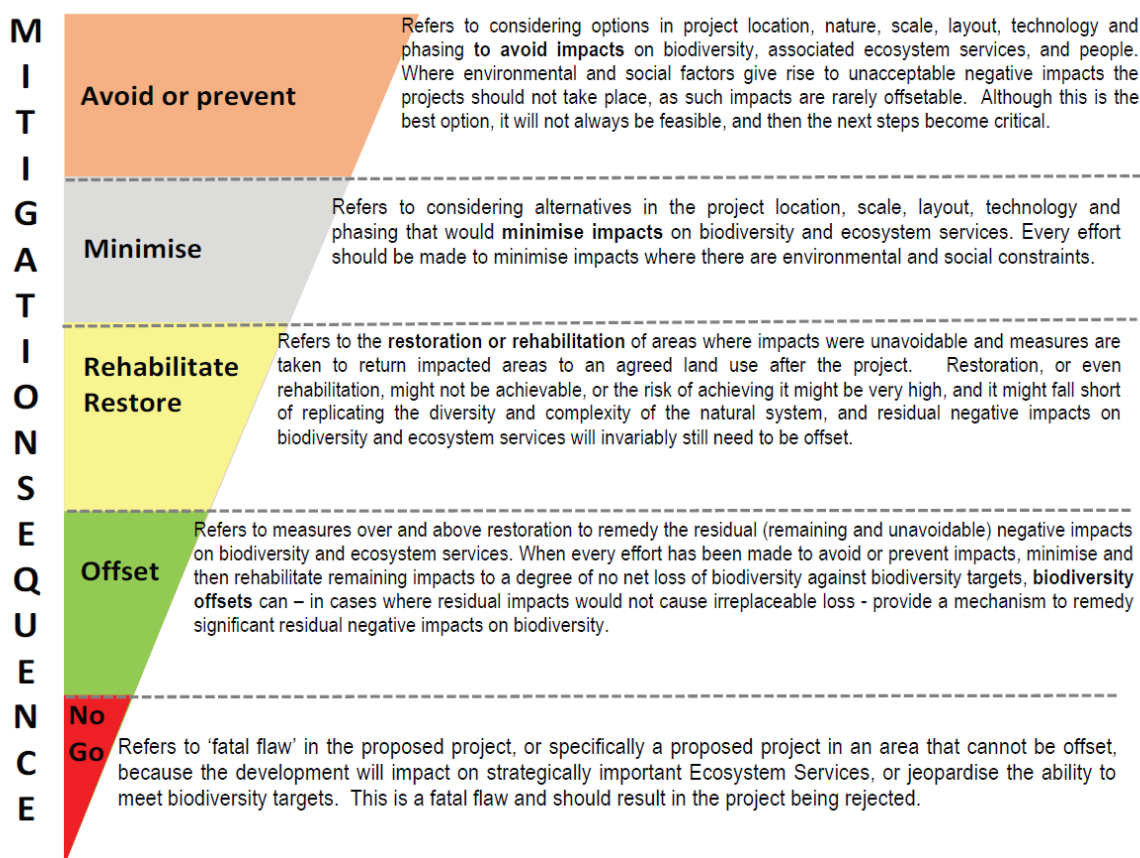 MITIGATION SEQUENCE
Avoid or prevent
Refers to considering options in project location, nature, scale, layout, technology and
phasing to avoid impacts on biodiversity, associated ecosystem services, and people.
Where environmental and social factors give rise to unacceptable negative impacts the
projects should not take place, as such impacts are rarely offsetable. Although this is the
best option, it will not always be feasible, and then the next steps become critical.
Minimise
Refers to considering alternatives in the project location, scale, layout, technology and
phasing that would minimise impacts on biodiversity and ecosystem services. Every effort
should be made to minimise impacts where there are environmental and social constraints.
Rehabilitate
Restore
Refers to the restoration or rehabilitation of areas where impacts were unavoidable and measures are
taken to return impacted areas to an agreed land use after the project. Restoration, or even
rehabilitation, might not be achievable, or the risk of achieving it might be very high, and it might fall short
of replicating the diversity and complexity of the natural system, and residual negative impacts on
biodiversity and ecosystem services will invariably still need to be offset.
Offset
Refers to measures over and above restoration to remedy the residual (remaining and unavoidable) negative impacts
on biodiversity and ecosystem services. When every effort has been made to avoid or prevent impacts, minimise and
then rehabilitate remaining impacts to a degree of no net loss of biodiversity against biodiversity targets, biodiversity
offsets can – in cases where residual impacts would not cause irreplaceable loss - provide a mechanism to remedy
significant residual negative impacts on biodiversity.
No
Go
Refers to ‘fatal flaw’ in the proposed project, or specifically a proposed project in an area that cannot be offset,
because the development will impact on strategically important Ecosystem Services, or jeopardise the ability to
meet biodiversity targets. This is a fatal flaw and should result in the project being rejected.